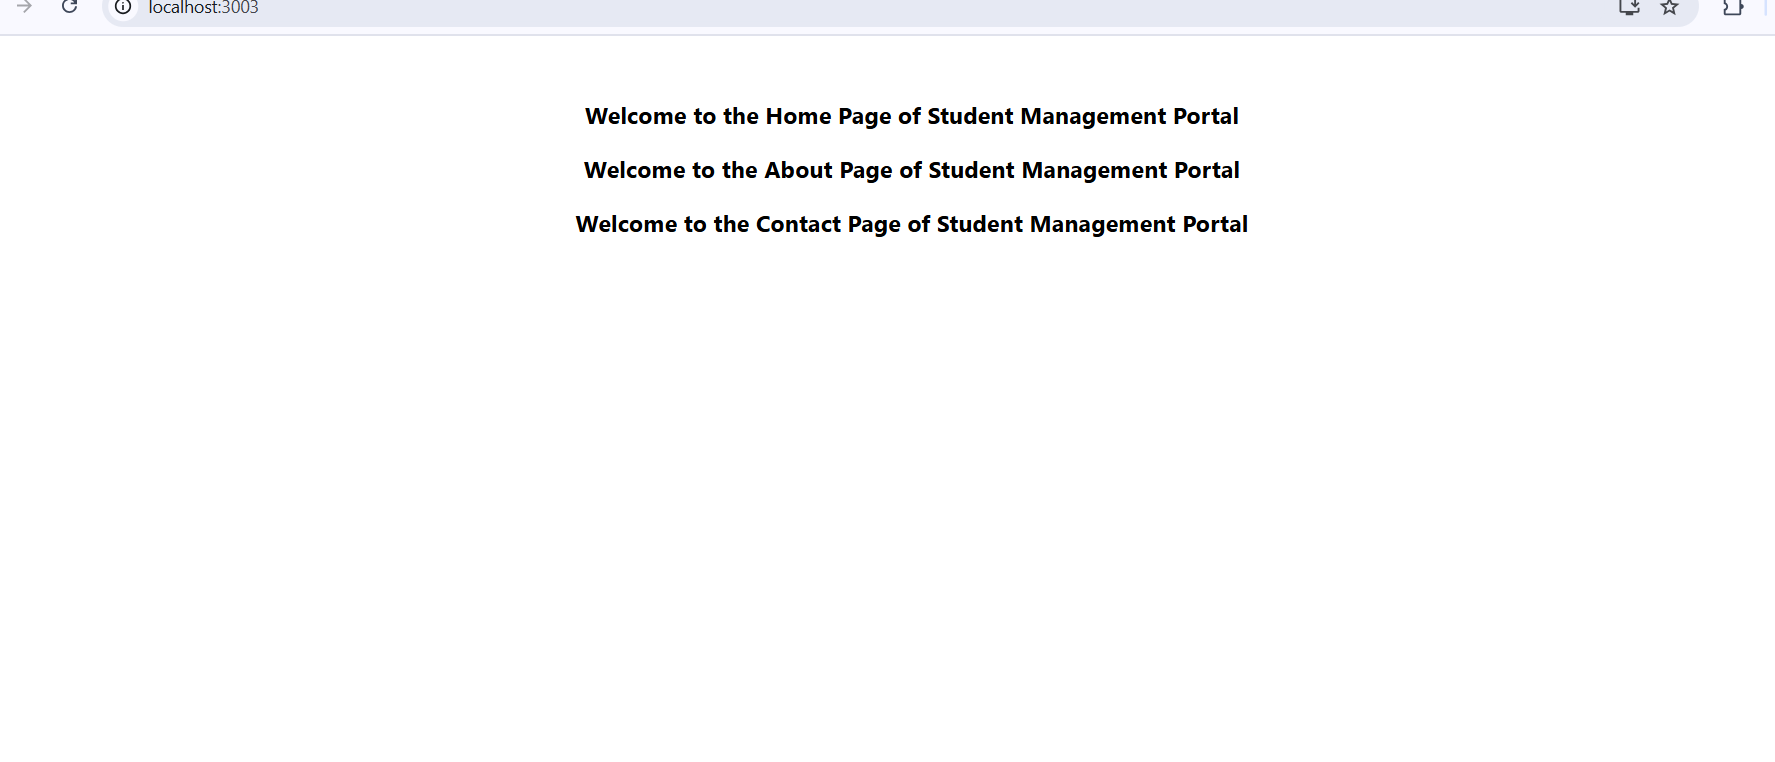 localhost:3003
Welcome to the Home Page of Student Management Portal
Welcome to the About Page of Student Management Portal
Welcome to the Contact Page of Student Management Portal